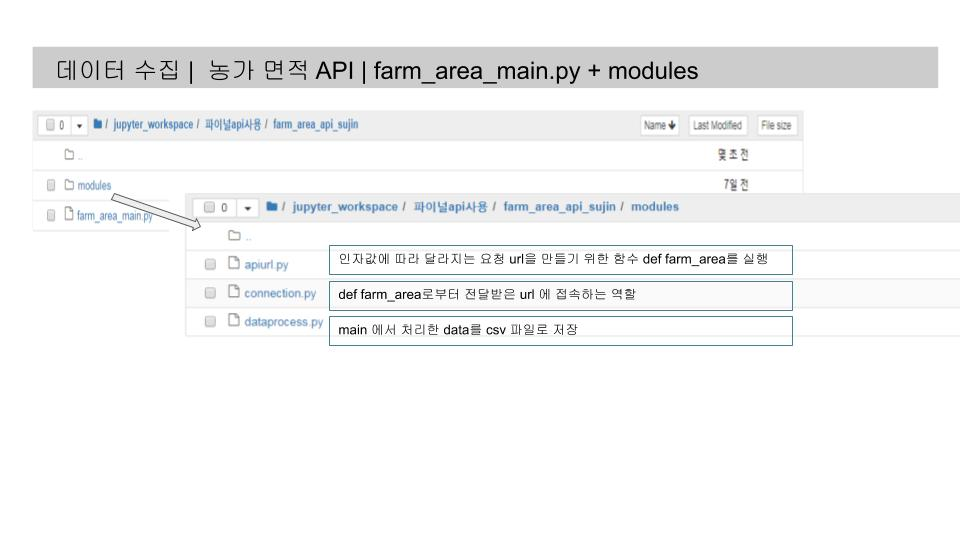 데이터 수집 | 농가 면적 API | farm_area_main.py + modules
0 / jupyter_workspace / 파이널api사용 / farm_area_api_sujin Name Last Modified File size
.. 몇 초 전
modules 7일 전
farm_area_main.py
0 / jupyter_workspace / 파이널api사용 / farm_area_api_sujin / modules
..
apiurl.py 인자값에 따라 달라지는 요청 url을 만들기 위한 함수 def farm_area를 실행
connection.py def farm_area로부터 전달받은 url 에 접속하는 역할
dataprocess.py main 에서 처리한 data를 csv 파일로 저장